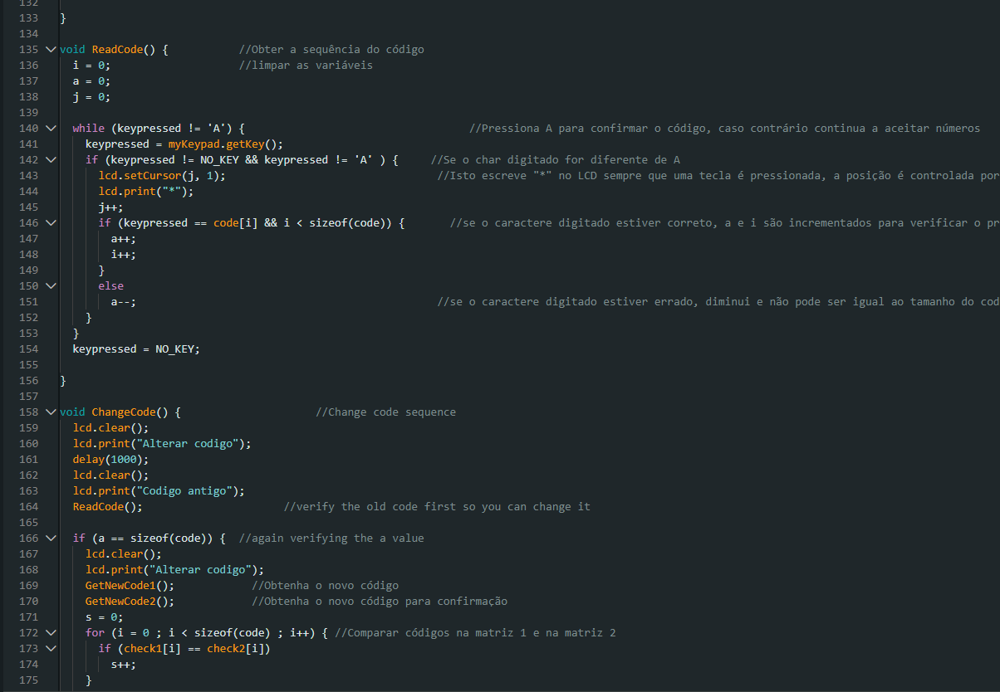 132
133 }
134
135 void ReadCode() { //Obter a sequência do código
136 i = 0; //limpar as variáveis
137 a = 0;
138 j = 0;
139
140 while (keypressed != 'A') { //Pressiona A para confirmar o código, caso contrário continua a aceitar números
141 keypressed = myKeypad.getKey();
142 if (keypressed != NO_KEY && keypressed != 'A' ) { //Se o char digitado for diferente de A
143 lcd.setCursor(j, 1); //Isto escreve "*" no LCD sempre que uma tecla é pressionada, a posição é controlada por
144 lcd.print("*");
145 j++;
146 if (keypressed == code[i] && i < sizeof(code)) { //se o caractere digitado estiver correto, a e i são incrementados para verificar o pr
147 a++;
148 i++;
149 }
150 else
151 a--; //se o caractere digitado estiver errado, diminui e não pode ser igual ao tamanho do cod
152 }
153 }
154 keypressed = NO_KEY;
155
156 }
157
158 void ChangeCode() { //Change code sequence
159 lcd.clear();
160 lcd.print("Alterar codigo");
161 delay(1000);
162 lcd.clear();
163 lcd.print("Codigo antigo");
164 ReadCode(); //verify the old code first so you can change it
165
166 if (a == sizeof(code)) { //again verifying the a value
167 lcd.clear();
168 lcd.print("Alterar codigo");
169 GetNewCode1(); //Obtenha o novo código
170 GetNewCode2(); //Obtenha o novo código para confirmação
171 s = 0;
172 for (i = 0 ; i < sizeof(code) ; i++) { //Comparar códigos na matriz 1 e na matriz 2
173 if (check1[i] == check2[i])
174 s++;
175 }